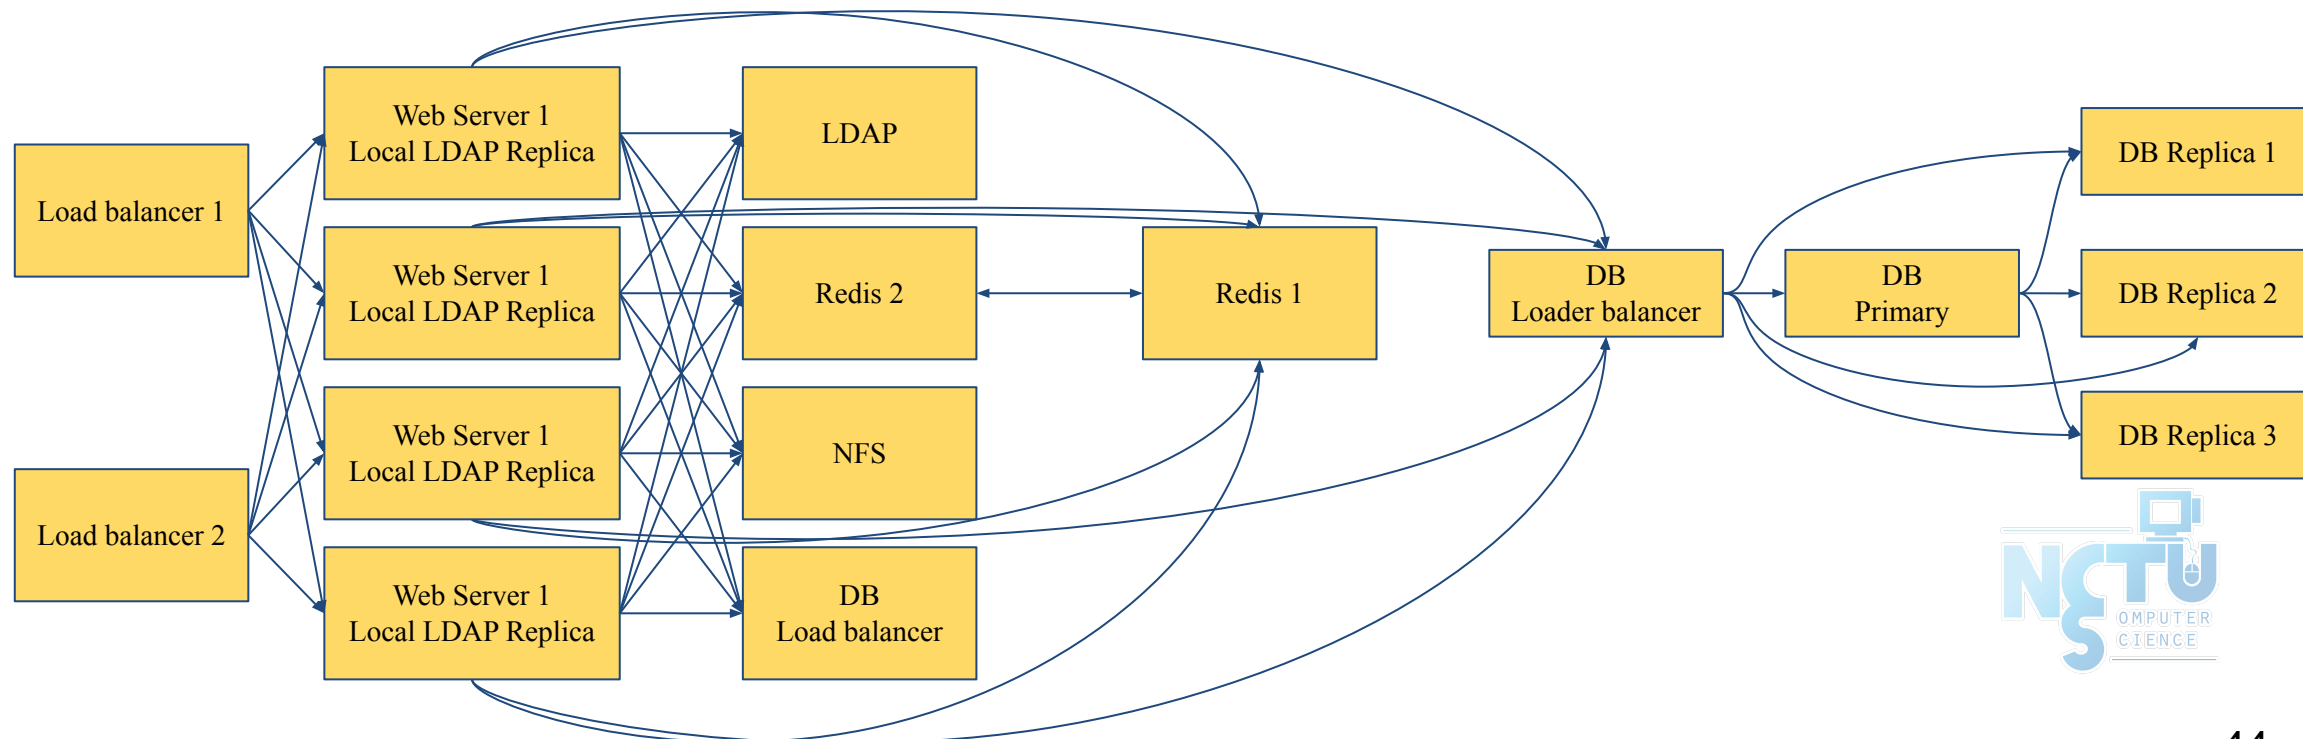 Load balancer 1
Load balancer 2
Web Server 1
Local LDAP Replica
Web Server 1
Local LDAP Replica
Web Server 1
Local LDAP Replica
Web Server 1
Local LDAP Replica
LDAP
Redis 2
NFS
DB
Load balancer
Redis 1
DB
Loader balancer
DB
Primary
DB Replica 1
DB Replica 2
DB Replica 3
NCTU
OMPUTER
CS
CIENCE